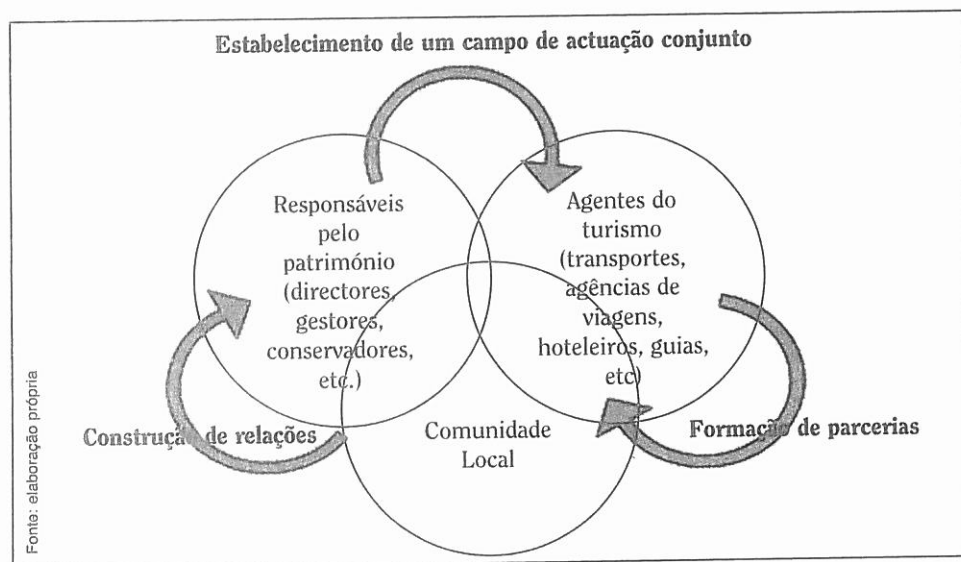 Estabelecimento de um campo de actuação conjunto
Responsáveis
pelo
património
(directores,
gestores,
conservadores,
etc.)
Agentes do
turismo
(transportes,
agências de
viagens,
hoteleiros, guias,
etc)
Construção de relações
Comunidade
Local
Formação de parcerias
Fonte: elaboração própria